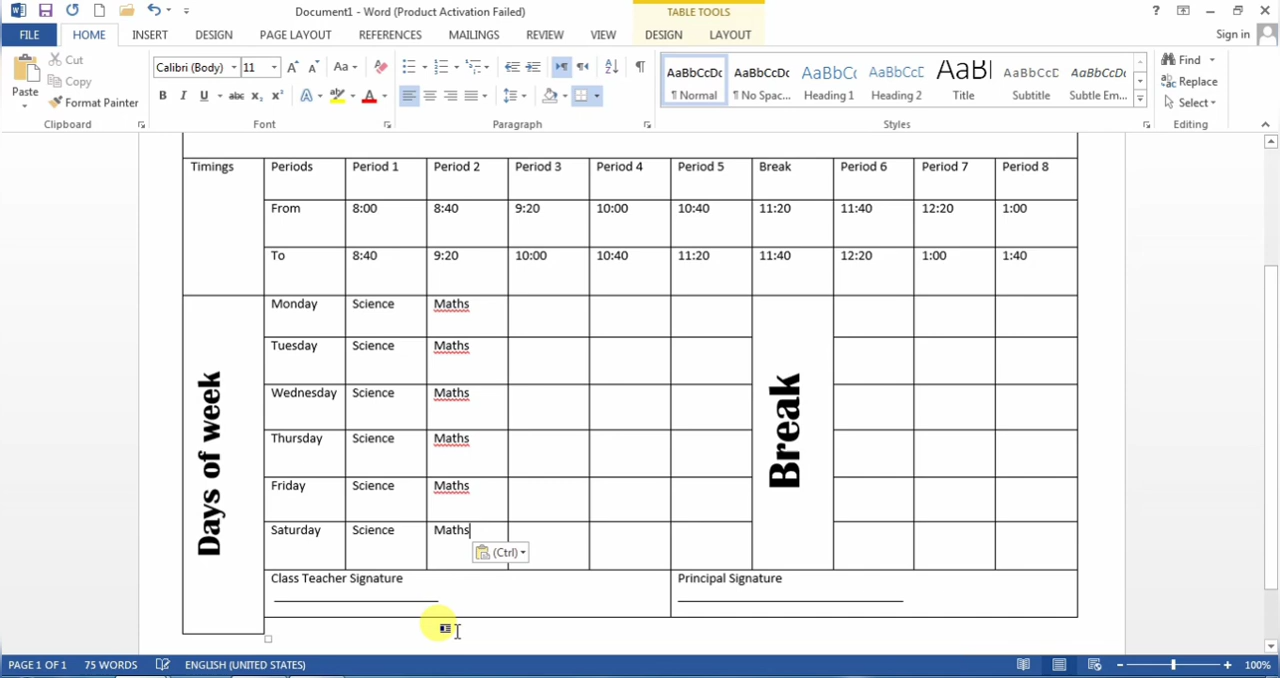 Document1 - Word (Product Activation Failed)
TABLE TOOLS
?
FILE
HOME
INSERT
DESIGN
PAGE LAYOUT
REFERENCES
MAILINGS
REVIEW
VIEW
DESIGN
LAYOUT
Sign in
Paste
Cut
Copy
Format Painter
Clipboard
Calibri (Body)
11
Font
Paragraph
AaBbCcDc
¶ Normal
AaBbCcDc
¶ No Spac...
AaBbCc
Heading 1
AaBbCcE
Heading 2
AaBl
Title
AaBbCcD
Subtitle
AaBbCcDc
Subtle Em...
Styles
Find
Replace
Select
Editing
Timings Periods Period 1 Period 2 Period 3 Period 4 Period 5 Break Period 6 Period 7 Period 8
From 8:00 8:40 9:20 10:00 10:40 11:20 11:40 12:20 1:00
To 8:40 9:20 10:00 10:40 11:20 11:40 12:20 1:00 1:40
Days of week
Monday Science Maths
Tuesday Science Maths
Wednesday Science Maths
Thursday Science Maths
Friday Science Maths
Saturday Science Maths
Break
(Ctrl)
Class Teacher Signature
Principal Signature
PAGE 1 OF 1 75 WORDS ENGLISH (UNITED STATES) 100%